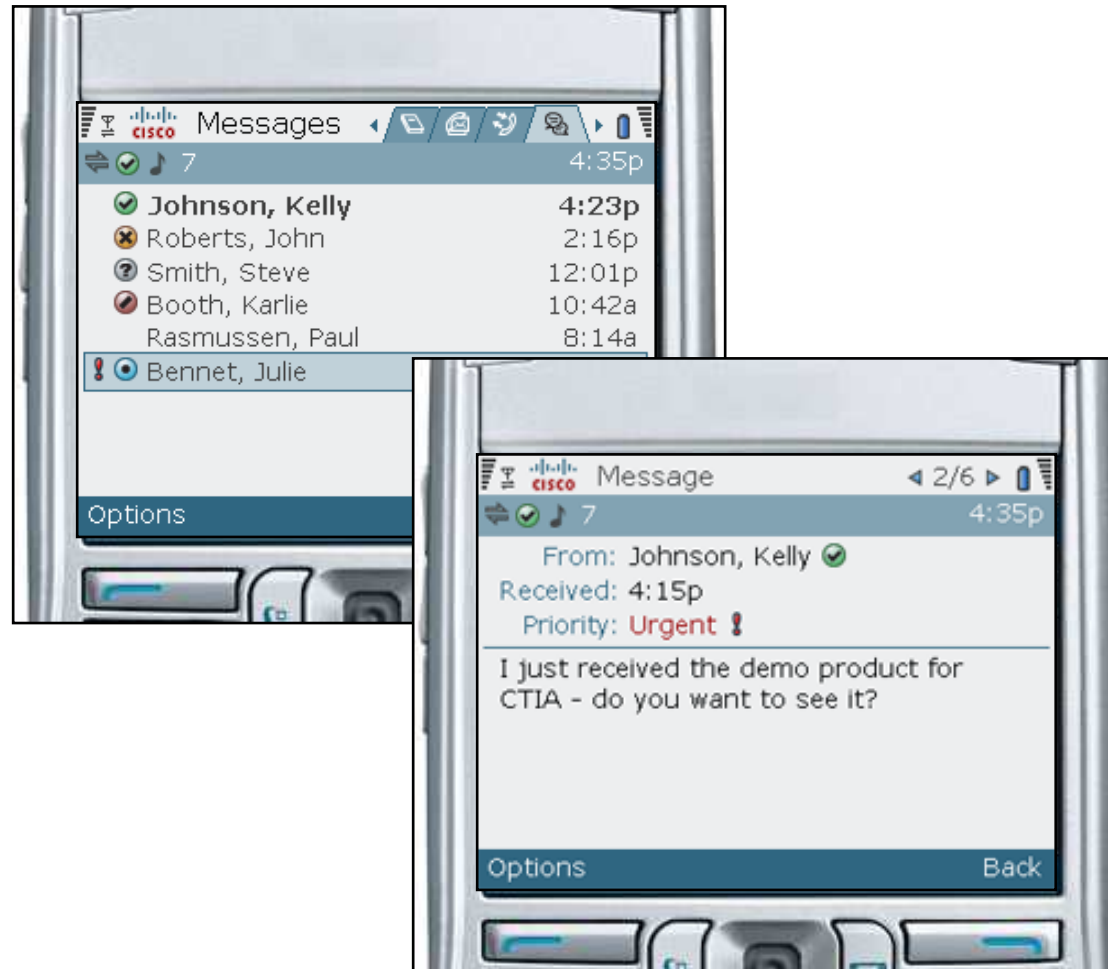 CISCO Messages
7 4:35p
Johnson, Kelly 4:23p
Roberts, John 2:16p
? Smith, Steve 12:01p
Booth, Karlie 10:42a
Rasmussen, Paul 8:14a
! Bennet, Julie
Options
CISCO Message 2/6
7 4:35p
From: Johnson, Kelly
Received: 4:15p
Priority: Urgent !
I just received the demo product for
CTIA – do you want to see it?
Options Back